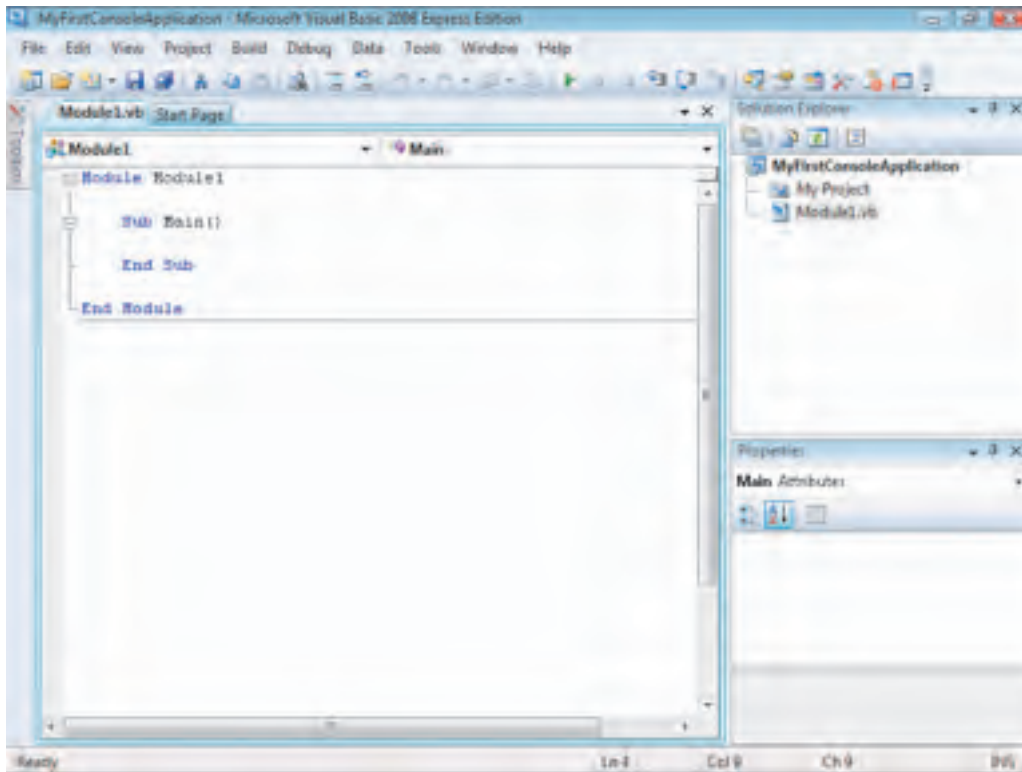 MyFirstConsoleApplication - Microsoft Visual Basic 2008 Express Edition
File Edit View Project Build Debug Data Tools Window Help
Toolbox
Module1.vb Start Page
Module1 Main
Module Module1
Sub Main()
End Sub
End Module
Solution Explorer
MyFirstConsoleApplication
My Project
Module1.vb
Properties
Main Attributes
Ready Col 9 Ch 9 INS